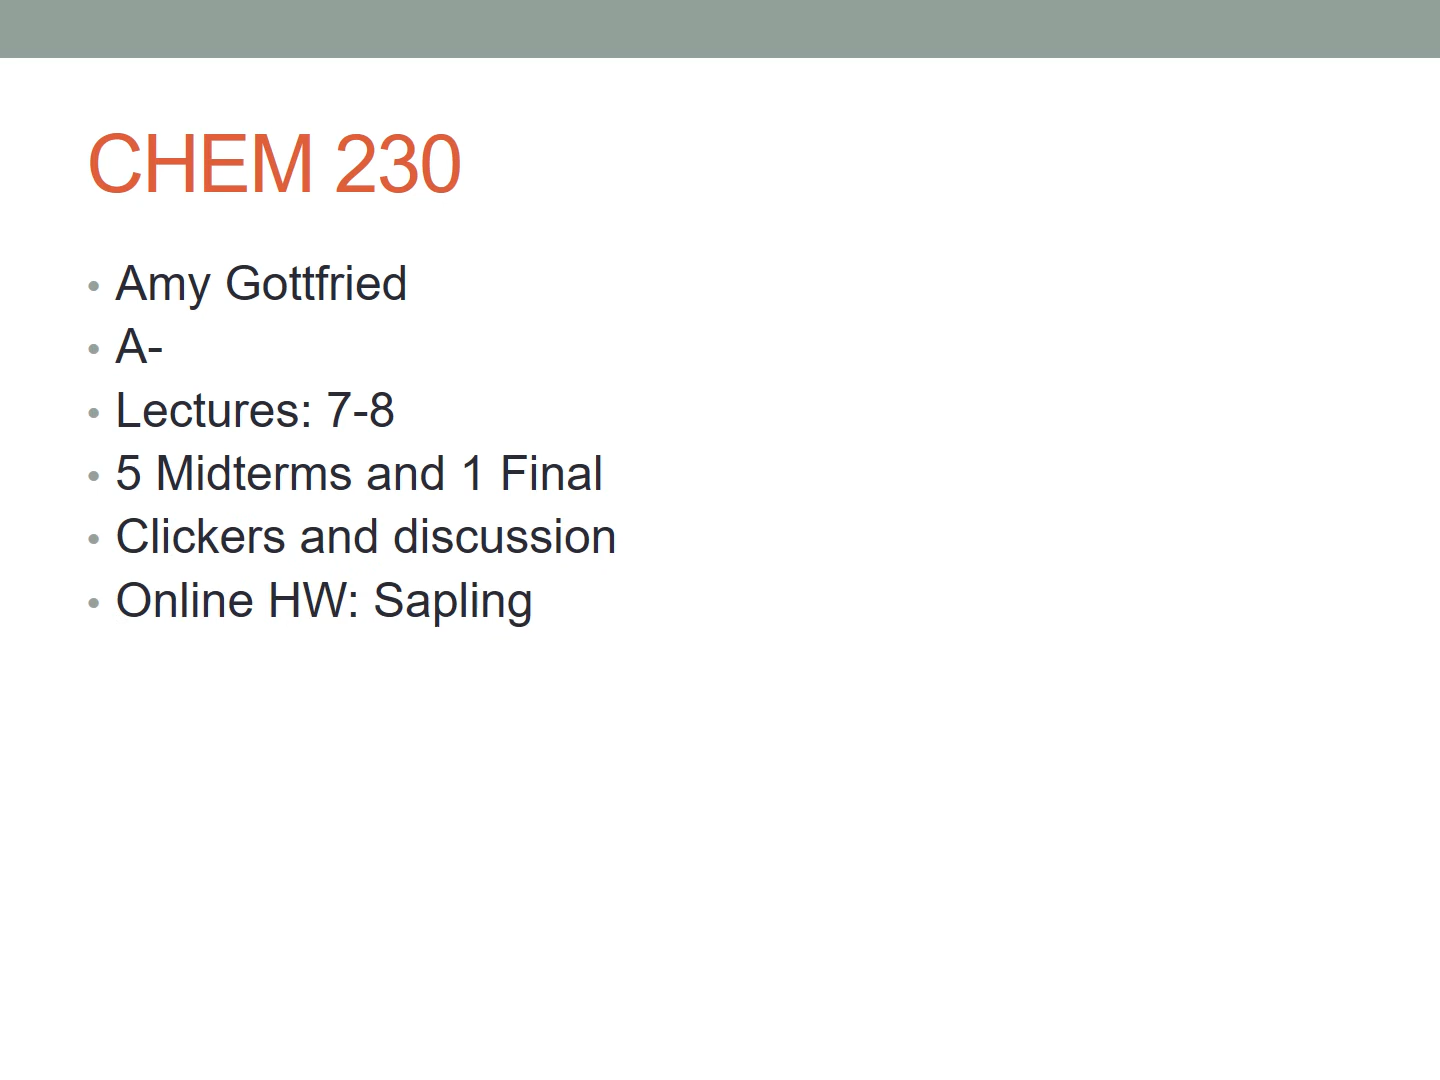 CHEM 230
• Amy Gottfried
• A-
• Lectures: 7-8
• 5 Midterms and 1 Final
• Clickers and discussion
• Online HW: Sapling